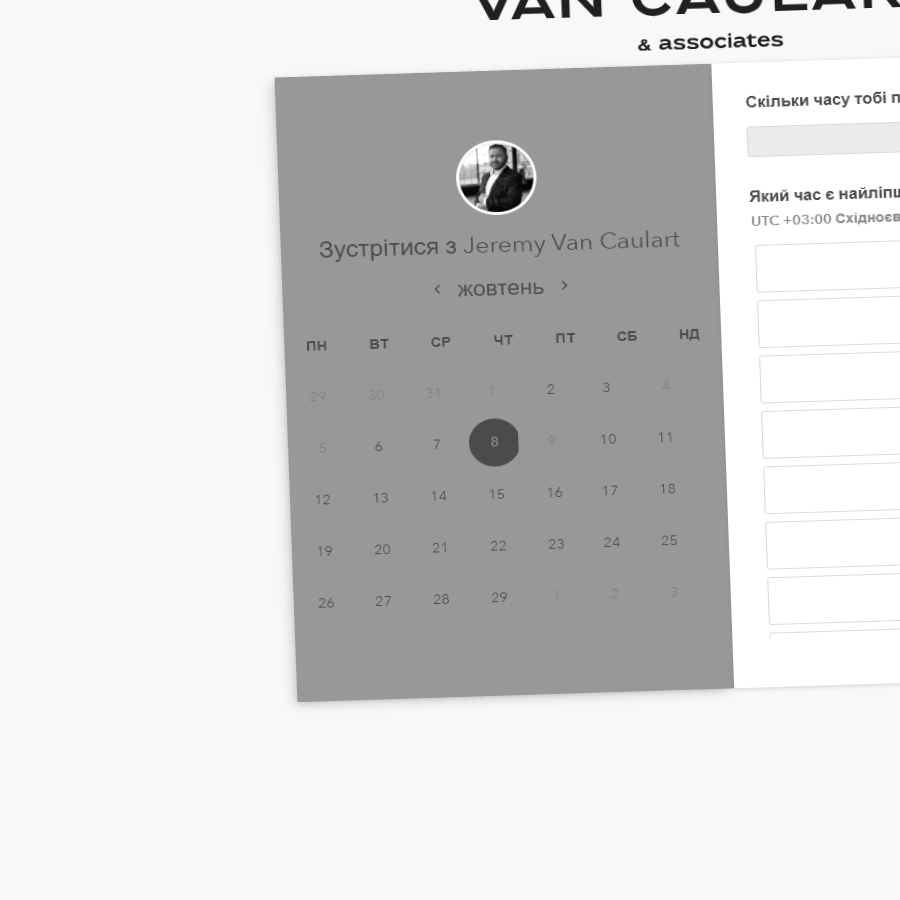 VAN CAULAR
& associates
Зустрітися з Jeremy Van Caulart
‹ жовтень ›
ПН ВТ СР ЧТ ПТ СБ НД
29 30 31 1 2 3 4
5 6 7 8 9 10 11
12 13 14 15 16 17 18
19 20 21 22 23 24 25
26 27 28 29 1 2 3
Скільки часу тобі п
Який час є найліпш
UTC +03:00 Східноєв